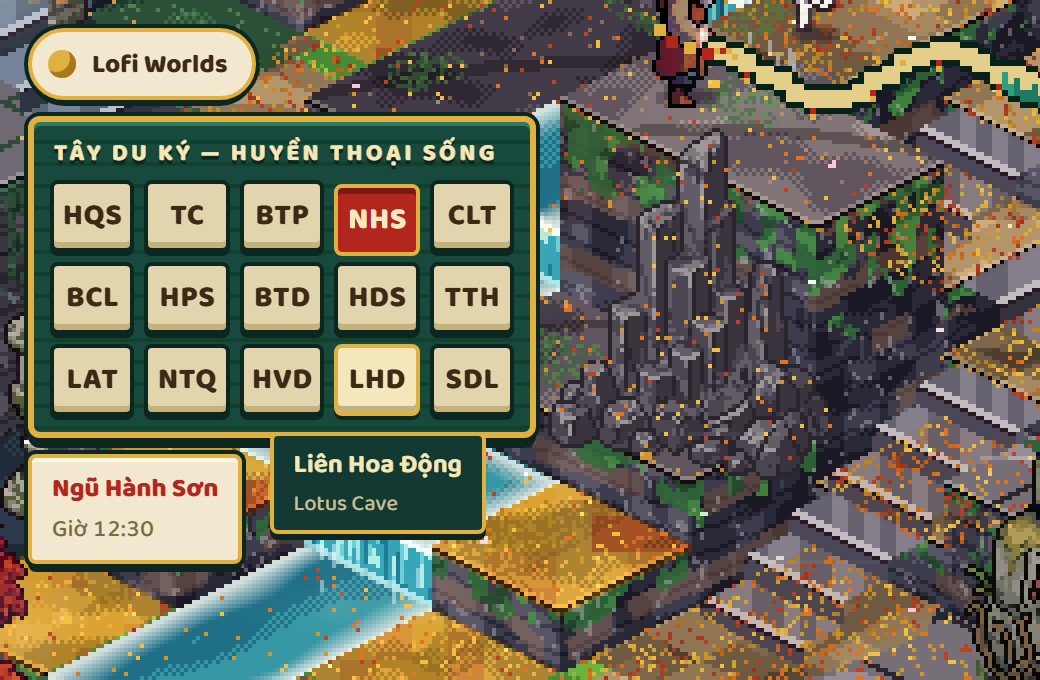 Lofi Worlds
TÂY DU KÝ — HUYỀN THOẠI SỐNG
HQS TC BTP NHS CLT
BCL HPS BTD HDS TTH
LAT NTQ HVD LHD SDL
Ngũ Hành Sơn
Giờ 12:30
Liên Hoa Động
Lotus Cave